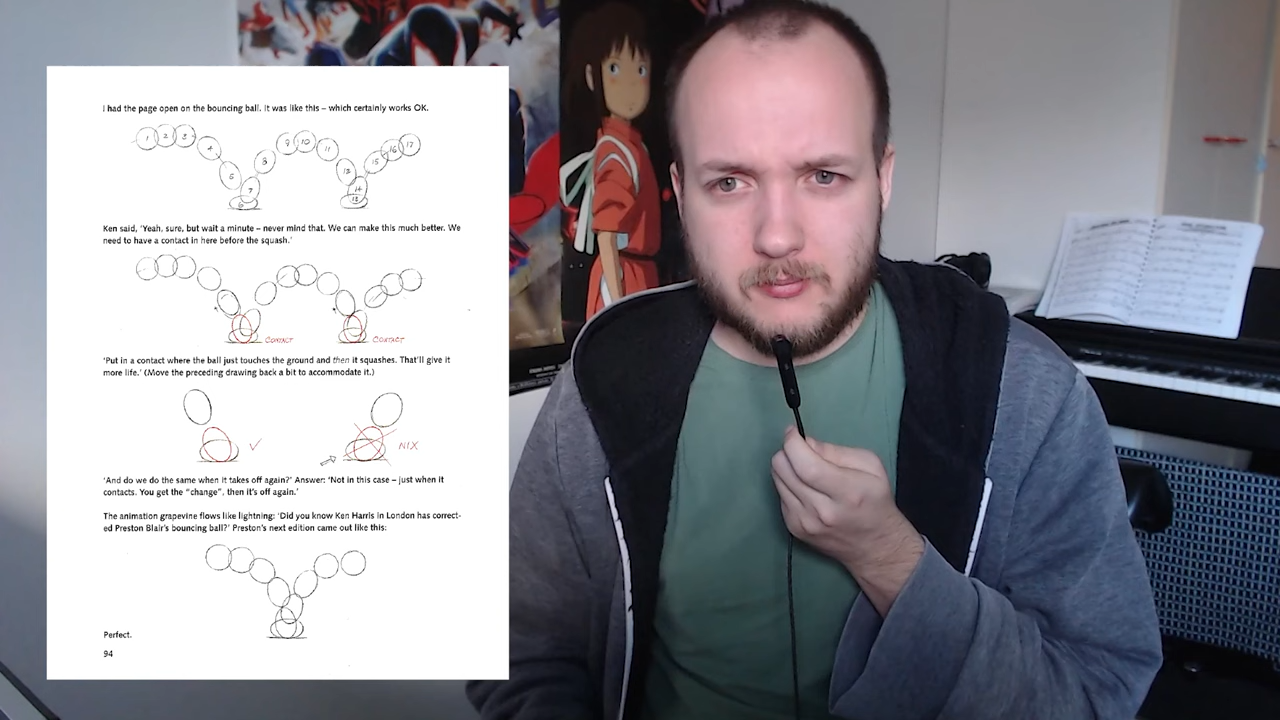 I had the page open on the bouncing ball. It was like this – which certainly works OK.
1 2 3 4 5 6 7 8 9 10 11 12 13 14 15 16 17
Ken said, ‘Yeah, sure, but wait a minute – never mind that. We can make this much better. We
need to have a contact in here before the squash.’
CONTACT CONTACT
‘Put in a contact where the ball just touches the ground and then it squashes. That’ll give it
more life.’ (Move the preceding drawing back a bit to accommodate it.)
NIX
‘And do we do the same when it takes off again?’ Answer: ‘Not in this case – just when it
contacts. You get the “change”, then it’s off again.’
The animation grapevine flows like lightning: ‘Did you know Ken Harris in London has correct-
ed Preston Blair’s bouncing ball?’ Preston’s next edition came out like this:
Perfect.
94